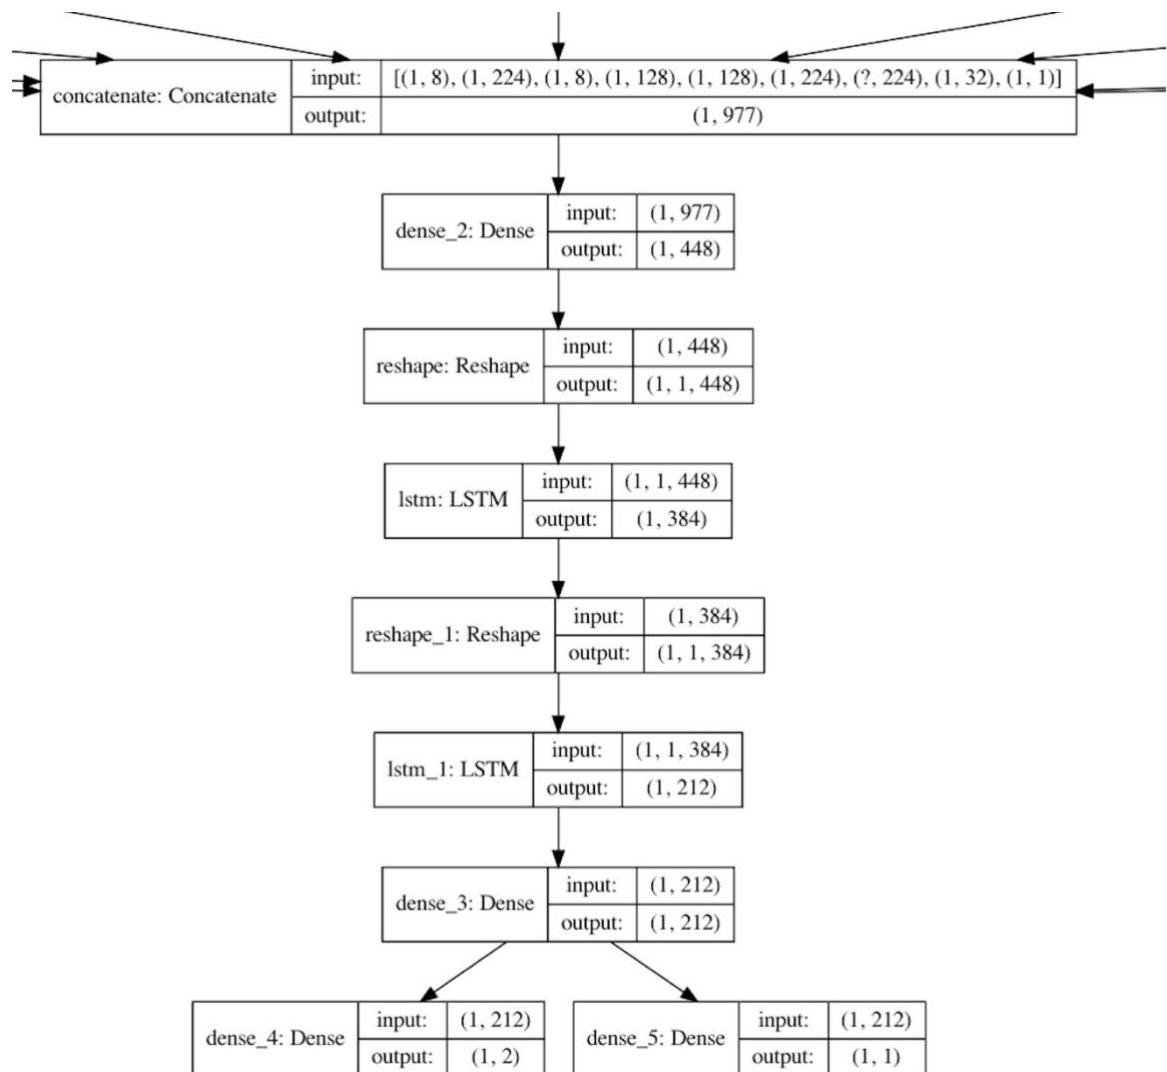 concatenate: Concatenate
input:
[(1, 8), (1, 224), (1, 8), (1, 128), (1, 128), (1, 224), (?, 224), (1, 32), (1, 1)]
output:
(1, 977)
dense_2: Dense
input:
(1, 977)
output:
(1, 448)
reshape: Reshape
input:
(1, 448)
output:
(1, 1, 448)
lstm: LSTM
input:
(1, 1, 448)
output:
(1, 384)
reshape_1: Reshape
input:
(1, 384)
output:
(1, 1, 384)
lstm_1: LSTM
input:
(1, 1, 384)
output:
(1, 212)
dense_3: Dense
input:
(1, 212)
output:
(1, 212)
dense_4: Dense
input:
(1, 212)
output:
(1, 2)
dense_5: Dense
input:
(1, 212)
output:
(1, 1)